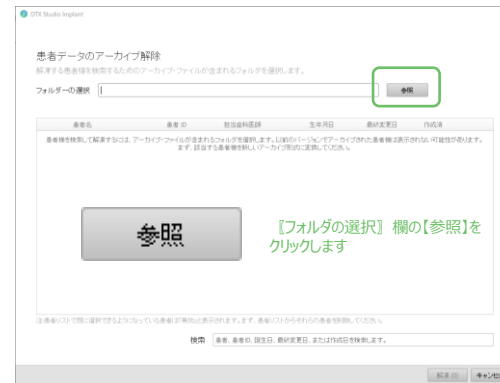 DTX Studio Implant
患者データのアーカイブ解除
解凍する患者様を検索するためのアーカイブ・ファイルが含まれるフォルダを選択します。
フォルダーの選択
参照
患者名 患者 ID 担当歯科医師 生年月日 最終変更日 作成済
患者様を検索して解凍するには、アーカイブ・ファイルが含まれるフォルダを選択します。以前のバージョンでアーカイブされた患者様は表示されない可能性があります。
まず、該当する患者様を新しいアーカイブ形式に変換してください。
参照
〖フォルダの選択〗 欄の【参照】を
クリックします
検索 患者、患者ID、誕生日、最終変更日、または作成日を検索します。
解凍 (0) キャンセ